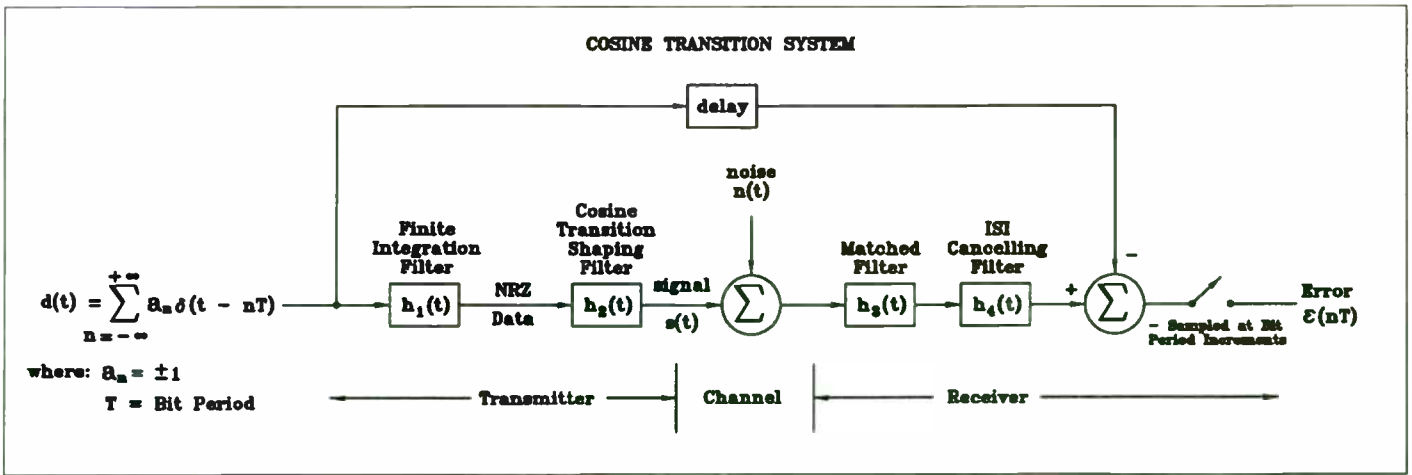 COSINE TRANSITION SYSTEM
delay
noise
n(t)
Finite
Integration
Filter
Cosine
Transition
Shaping
Filter
Matched
Filter
ISI
Cancelling
Filter
d(t) = +∞ ∑ n=-∞ aₙδ(t - nT)
h₁(t)
NRZ
Data
h₂(t)
signal
s(t)
∑
h₃(t)
h₄(t)
+
-
∑
- Sampled at Bit
Period Increments
Error
ε(nT)
where: aₙ = ±1
T = Bit Period
Transmitter
Channel
Receiver